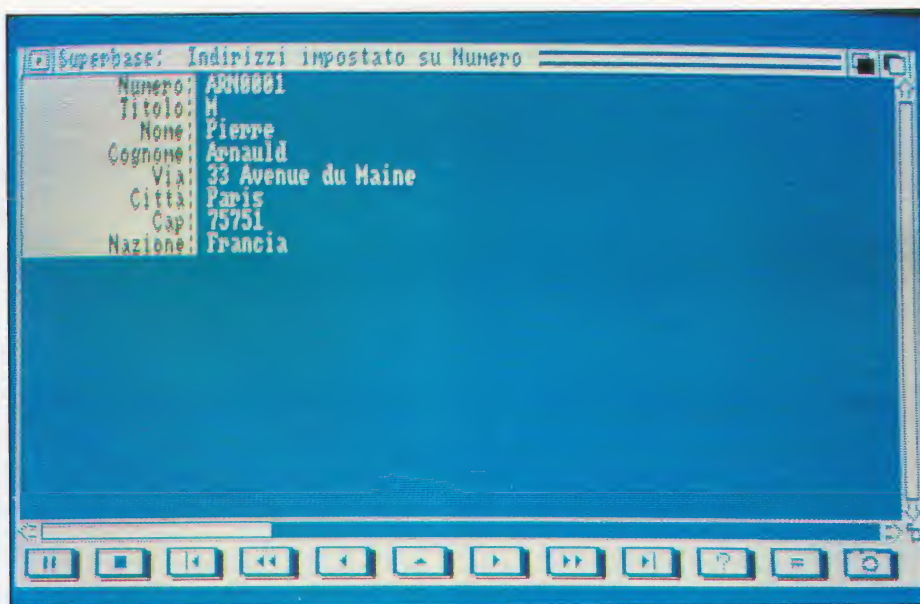 Superbase: Indirizzi impostato su Numero
Numero: ARN0001
Titolo: M
Nome: Pierre
Cognome: Arnauld
Via: 33 Avenue du Maine
Città: Paris
Cap: 75751
Nazione: Francia
? =